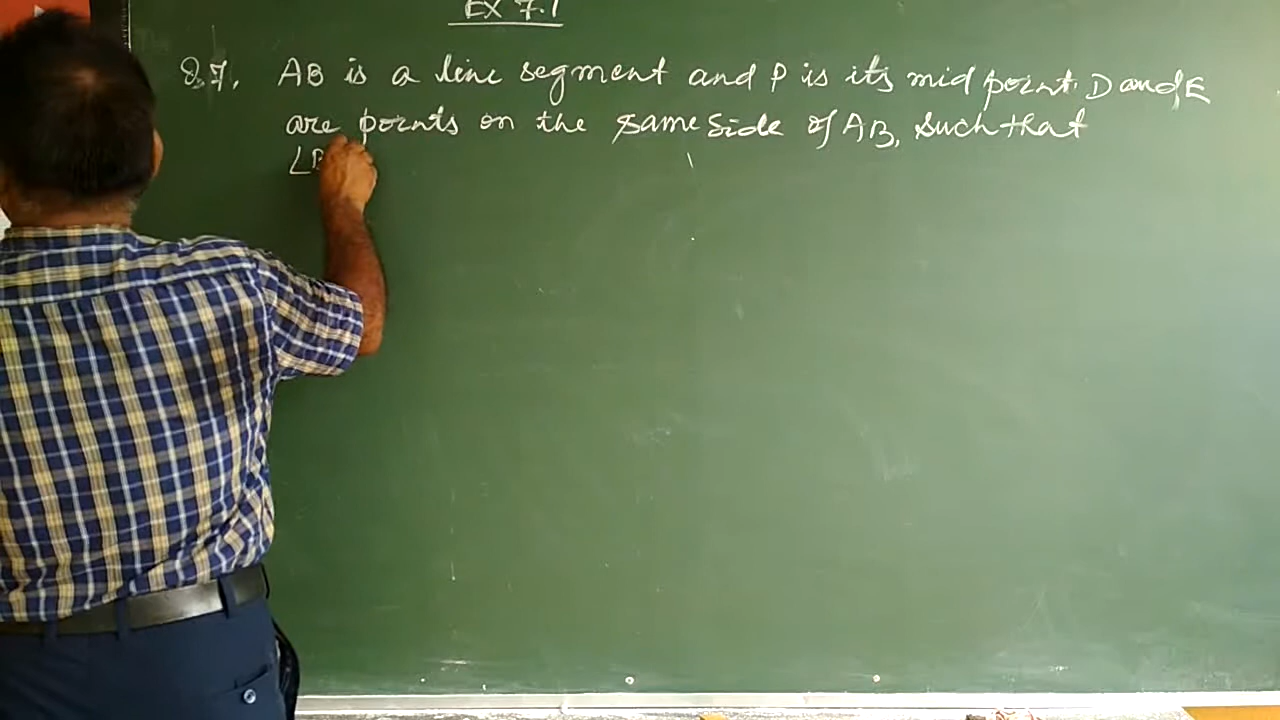 EX 7.1
Q.7. AB is a line segment and P is its mid point. D and E
are points on the same side of AB, such that
∠B